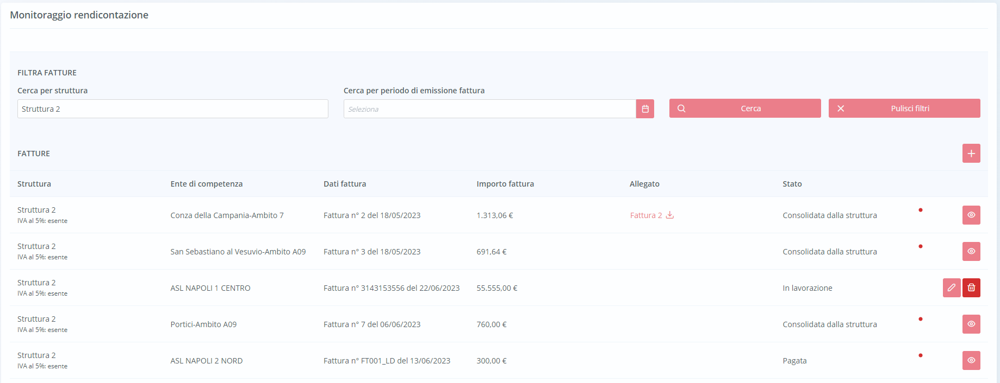 Monitoraggio rendicontazione
FILTRA FATTURE
Cerca per struttura
Cerca per periodo di emissione fattura
Struttura 2
Seleziona
Cerca
Pulisci filtri
FATTURE
Struttura Ente di competenza Dati fattura Importo fattura Allegato Stato
Struttura 2
IVA al 5%: esente
Conza della Campania-Ambito 7 Fattura n° 2 del 18/05/2023 1.313,06 € Fattura 2 Consolidata dalla struttura
Struttura 2
IVA al 5%: esente
San Sebastiano al Vesuvio-Ambito A09 Fattura n° 3 del 18/05/2023 691,64 € Consolidata dalla struttura
Struttura 2
IVA al 5%: esente
ASL NAPOLI 1 CENTRO Fattura n° 3143153556 del 22/06/2023 55.555,00 € In lavorazione
Struttura 2
IVA al 5%: esente
Portici-Ambito A09 Fattura n° 7 del 06/06/2023 760,00 € Consolidata dalla struttura
Struttura 2
IVA al 5%: esente
ASL NAPOLI 2 NORD Fattura n° FT001_LD del 13/06/2023 300,00 € Pagata